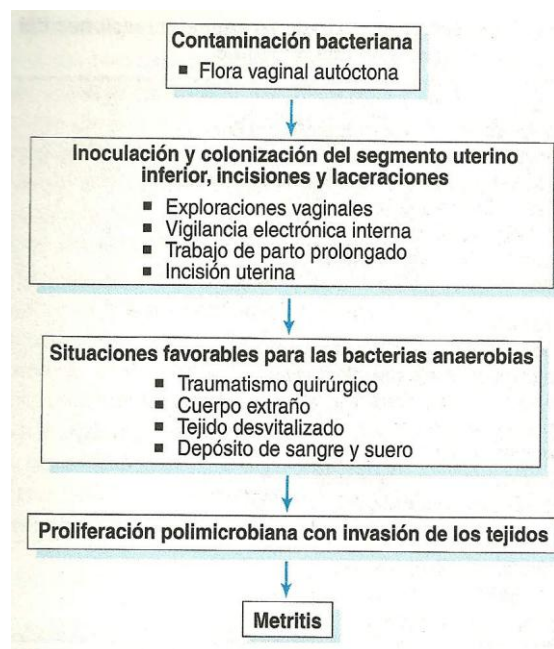 Contaminación bacteriana
▪ Flora vaginal autóctona
Inoculación y colonización del segmento uterino
inferior, incisiones y laceraciones
▪ Exploraciones vaginales
▪ Vigilancia electrónica interna
▪ Trabajo de parto prolongado
▪ Incisión uterina
Situaciones favorables para las bacterias anaerobias
▪ Traumatismo quirúrgico
▪ Cuerpo extraño
▪ Tejido desvitalizado
▪ Depósito de sangre y suero
Proliferación polimicrobiana con invasión de los tejidos
Metritis